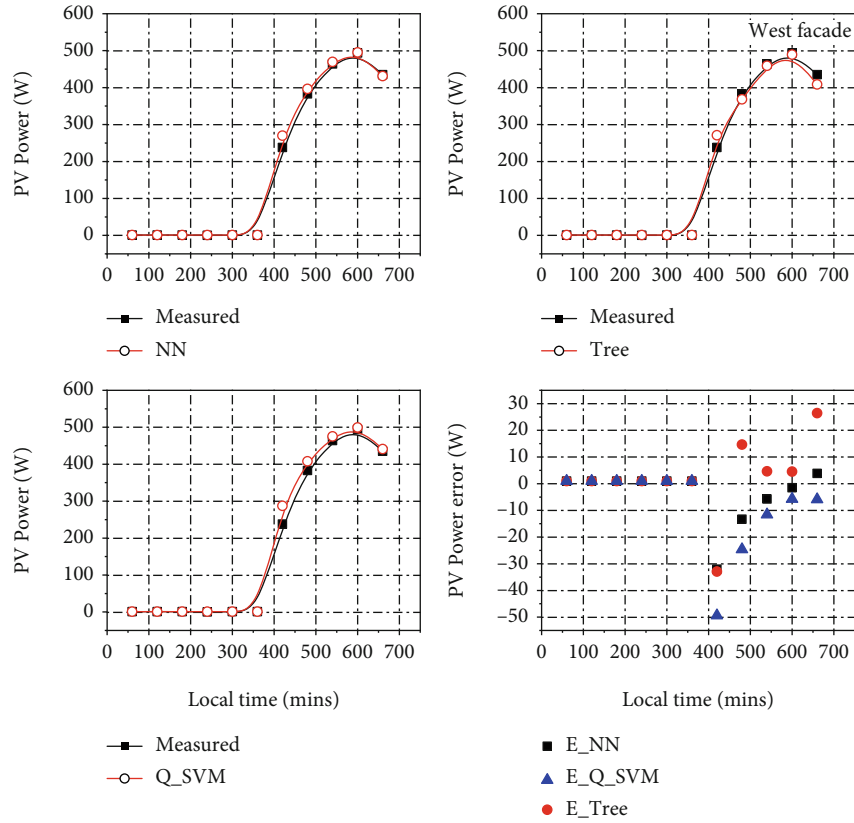 600
500
400
300
200
100
0
PV Power (W)
0 100 200 300 400 500 600 700
Measured
NN
West facade
600
500
400
300
200
100
0
PV Power (W)
0 100 200 300 400 500 600 700
Measured
Tree
600
500
400
300
200
100
0
PV Power (W)
0 100 200 300 400 500 600 700
Local time (mins)
Measured
Q_SVM
30
20
10
0
−10
−20
−30
−40
−50
PV Power error (W)
0 100 200 300 400 500 600 700
Local time (mins)
E_NN
E_Q_SVM
E_Tree